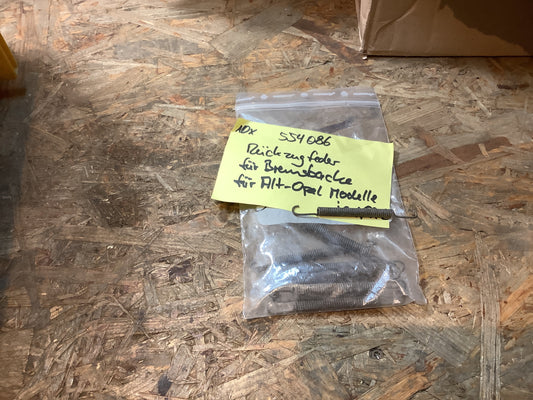 10x 554086
Rückzugfeder
für Bremsbacke
für Alt-Opel Modelle